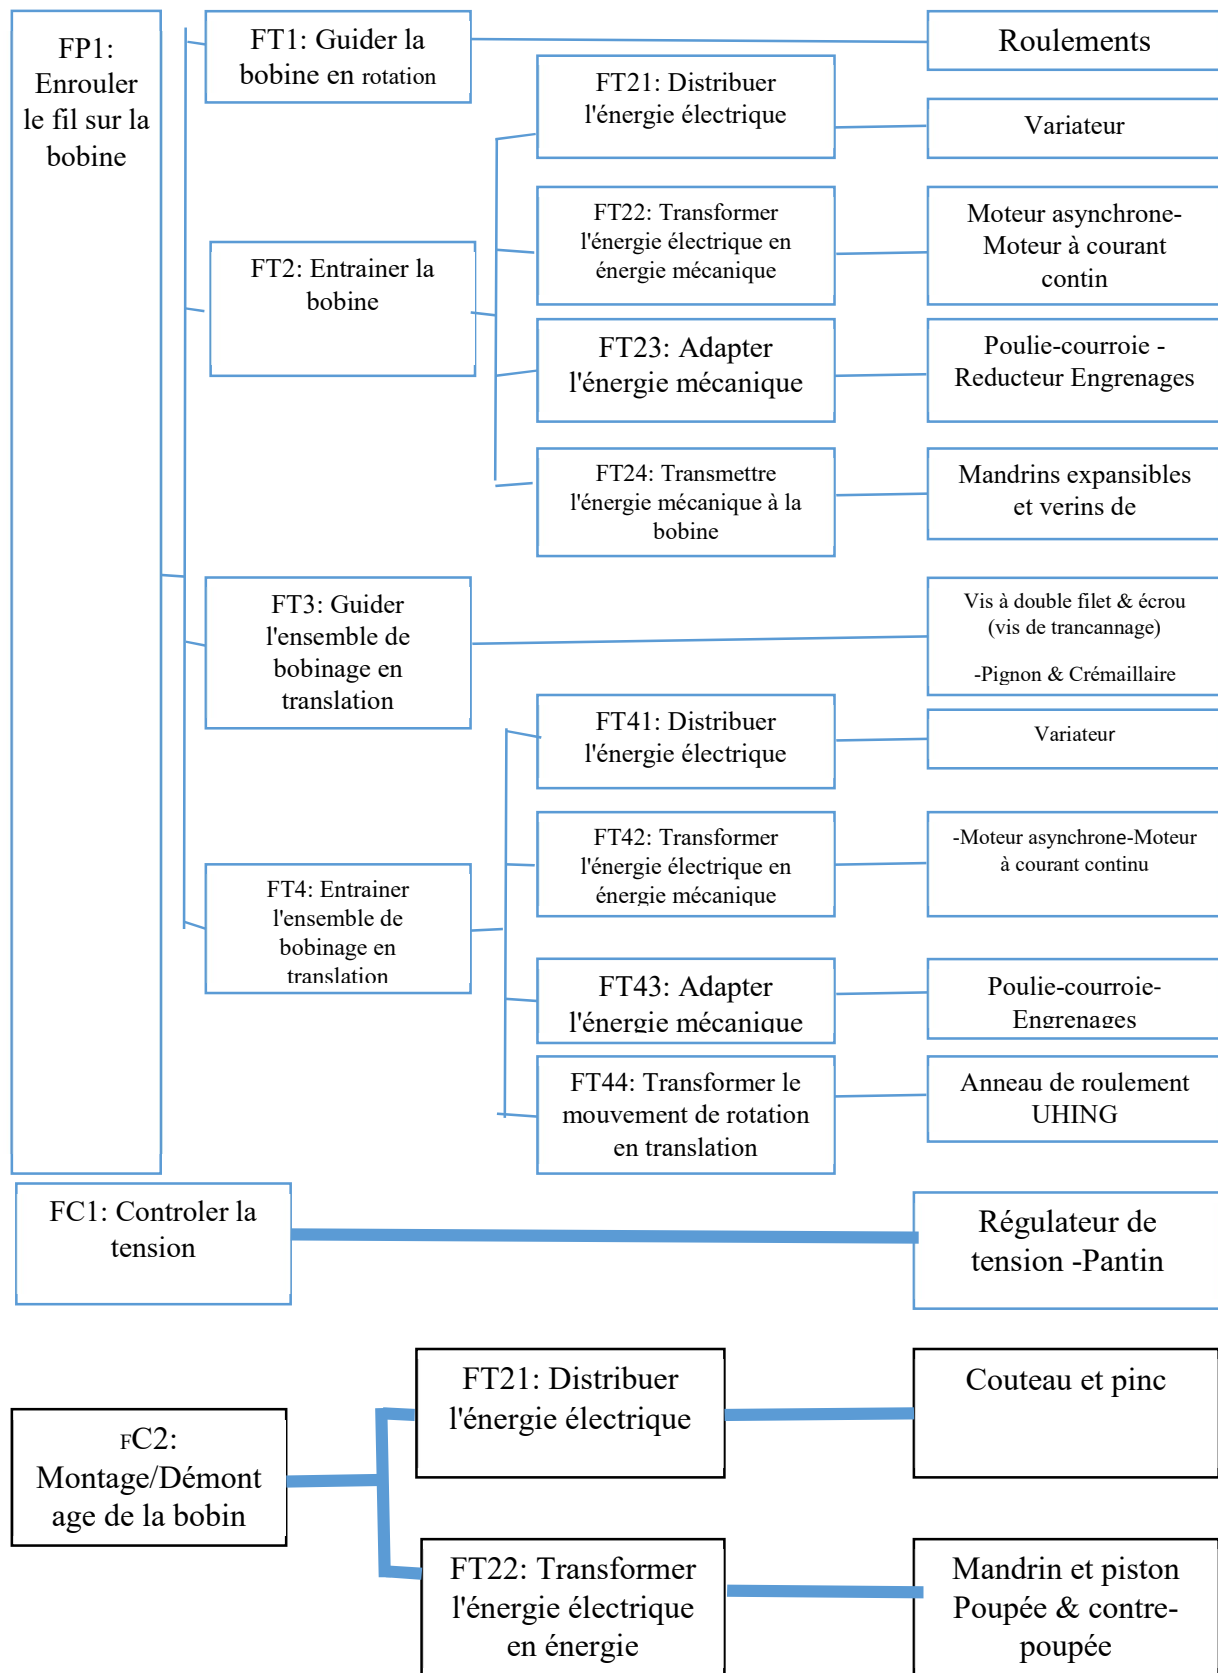 FP1:
Enrouler
le fil sur la
bobine
FT1: Guider la
bobine en rotation
Roulements
FT21: Distribuer
l'énergie électrique
Variateur
FT22: Transformer
l'énergie électrique en
énergie mécanique
Moteur asynchrone-
Moteur à courant
contin
FT2: Entrainer la
bobine
FT23: Adapter
l'énergie mécanique
Poulie-courroie -
Reducteur Engrenages
FT24: Transmettre
l'énergie mécanique à la
bobine
Mandrins expansibles
et verins de
FT3: Guider
l'ensemble de
bobinage en
translation
Vis à double filet & écrou
(vis de trancannage)
-Pignon & Crémaillaire
FT41: Distribuer
l'énergie électrique
Variateur
FT42: Transformer
l'énergie électrique en
énergie mécanique
-Moteur asynchrone-Moteur
à courant continu
FT4: Entrainer
l'ensemble de
bobinage en
translation
FT43: Adapter
l'énergie mécanique
Poulie-courroie-
Engrenages
FT44: Transformer le
mouvement de rotation
en translation
Anneau de roulement
UHING
FC1: Controler la
tension
Régulateur de
tension -Pantin
FC2:
Montage/Démont
age de la bobin
FT21: Distribuer
l'énergie électrique
Couteau et pinc
FT22: Transformer
l'énergie électrique
en énergie
Mandrin et piston
Poupée & contre-
poupée